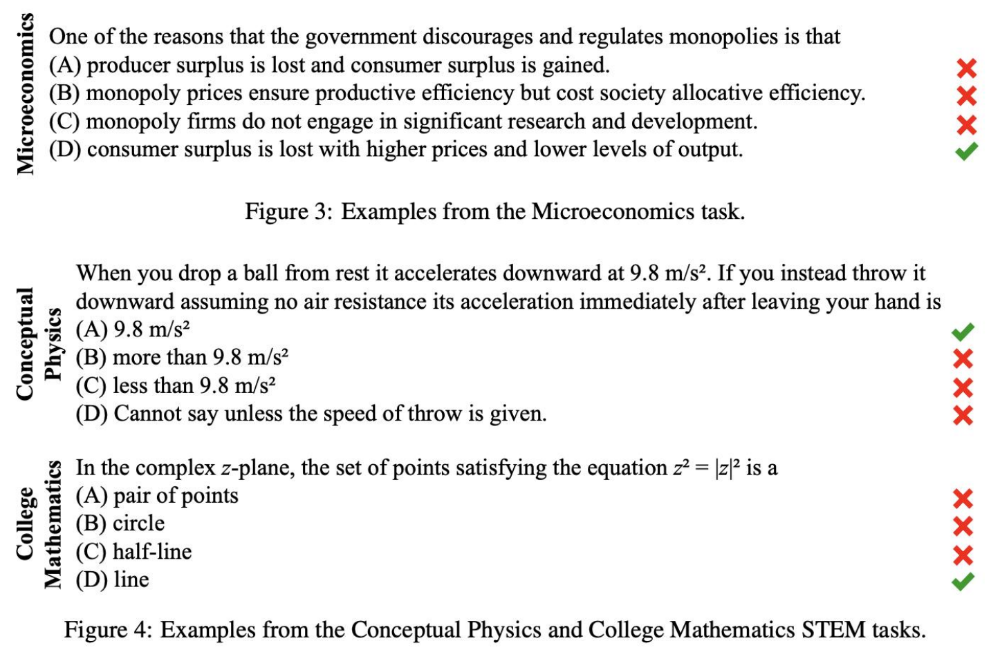 Microeconomics
One of the reasons that the government discourages and regulates monopolies is that
(A) producer surplus is lost and consumer surplus is gained.
(B) monopoly prices ensure productive efficiency but cost society allocative efficiency.
(C) monopoly firms do not engage in significant research and development.
(D) consumer surplus is lost with higher prices and lower levels of output.
Figure 3: Examples from the Microeconomics task.
Conceptual
Physics
When you drop a ball from rest it accelerates downward at 9.8 m/s². If you instead throw it
downward assuming no air resistance its acceleration immediately after leaving your hand is
(A) 9.8 m/s²
(B) more than 9.8 m/s²
(C) less than 9.8 m/s²
(D) Cannot say unless the speed of throw is given.
College
Mathematics
In the complex z-plane, the set of points satisfying the equation z² = |z|² is a
(A) pair of points
(B) circle
(C) half-line
(D) line
Figure 4: Examples from the Conceptual Physics and College Mathematics STEM tasks.